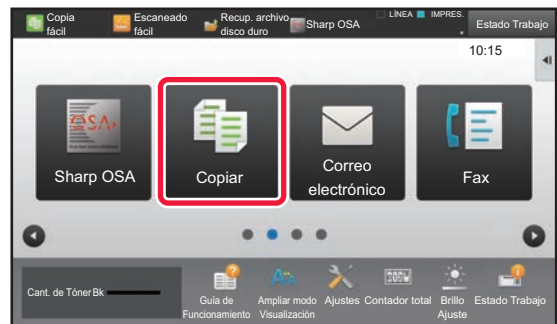 Copia
fácil
Escaneado
fácil
Recup. archivo
disco duro
Sharp OSA
LÍNEA
IMPRES.
Estado Trabajo
10:15
OSA
Sharp OSA
Copiar
Correo
electrónico
Fax
Cant. de Tóner Bk
Guía de
Funcionamiento
Ampliar modo
Visualización
Ajustes
Contador total
Brillo
Ajuste
Estado Trabajo